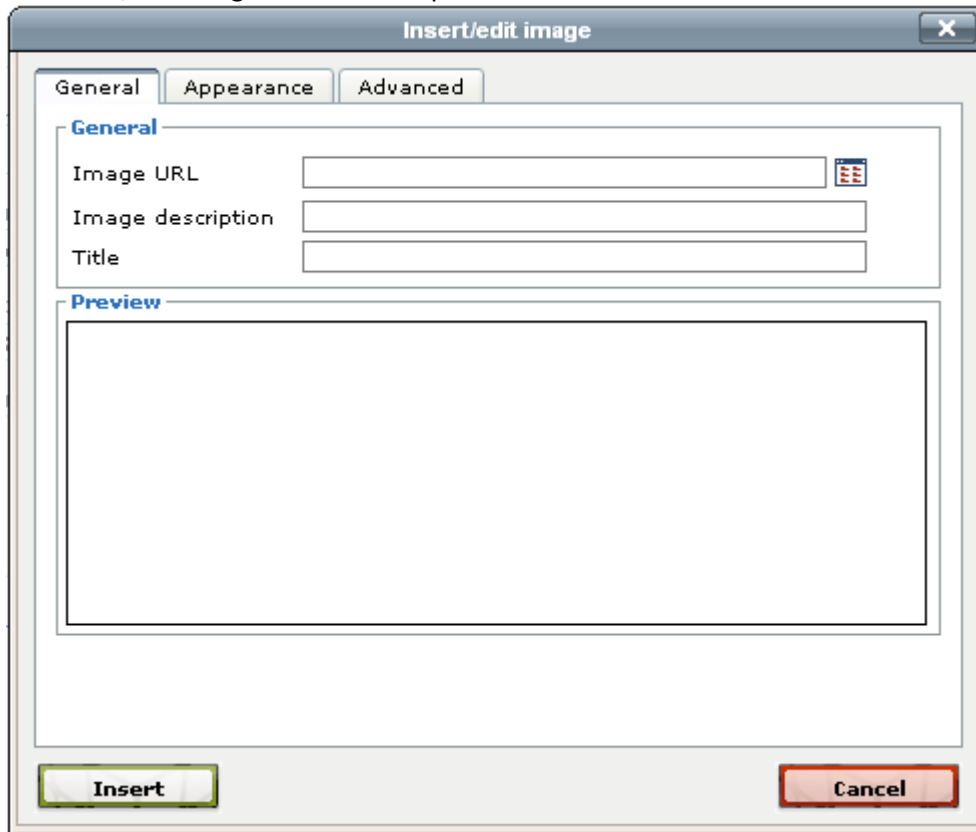 Insert/edit image
General Appearance Advanced
General
Image URL
Image description
Title
Preview
Insert Cancel